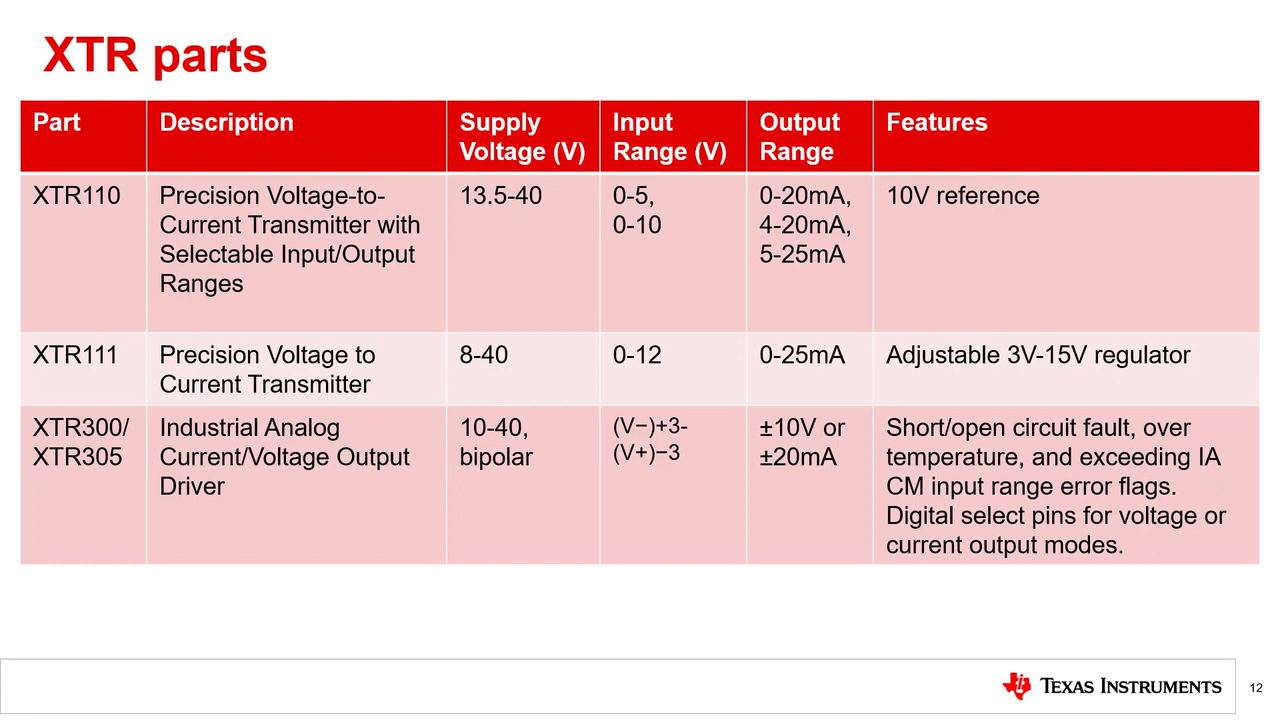 XTR parts
Part
Description
Supply
Voltage (V)
Input
Range (V)
Output
Range
Features
XTR110
Precision Voltage-to-
Current Transmitter with
Selectable Input/Output
Ranges
13.5-40
0-5,
0-10
0-20mA,
4-20mA,
5-25mA
10V reference
XTR111
Precision Voltage to
Current Transmitter
8-40
0-12
0-25mA
Adjustable 3V-15V regulator
XTR300/
XTR305
Industrial Analog
Current/Voltage Output
Driver
10-40,
bipolar
(V−)+3-
(V+)−3
±10V or
±20mA
Short/open circuit fault, over
temperature, and exceeding IA
CM input range error flags.
Digital select pins for voltage or
current output modes.
TEXAS INSTRUMENTS
12